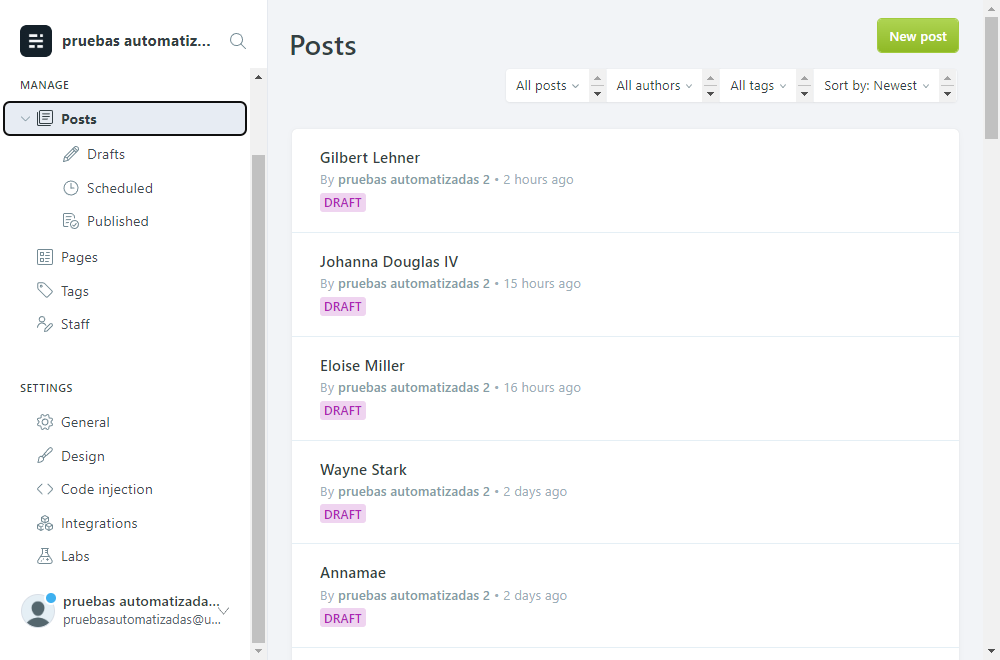 pruebas automatiz...
MANAGE
Posts
Drafts
Scheduled
Published
Pages
Tags
Staff
SETTINGS
General
Design
Code injection
Integrations
Labs
pruebas automatizada...
pruebasautomatizadas@u...
Posts
New post
All posts
All authors
All tags
Sort by: Newest
Gilbert Lehner
By pruebas automatizadas 2 • 2 hours ago
DRAFT
Johanna Douglas IV
By pruebas automatizadas 2 • 15 hours ago
DRAFT
Eloise Miller
By pruebas automatizadas 2 • 16 hours ago
DRAFT
Wayne Stark
By pruebas automatizadas 2 • 2 days ago
DRAFT
Annamae
By pruebas automatizadas 2 • 2 days ago
DRAFT